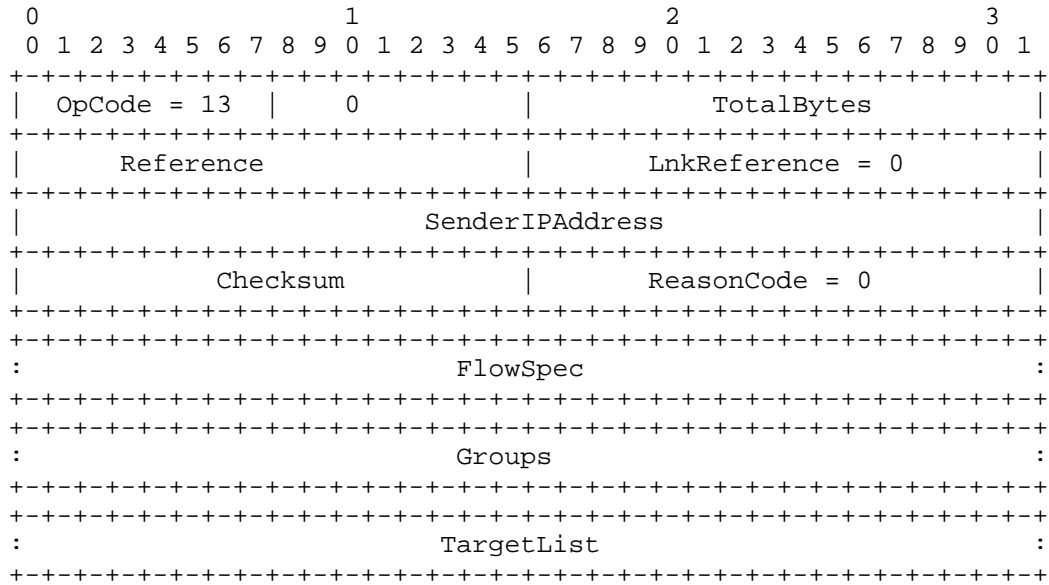 0                   1                   2                   3
 0 1 2 3 4 5 6 7 8 9 0 1 2 3 4 5 6 7 8 9 0 1 2 3 4 5 6 7 8 9 0 1
+-+-+-+-+-+-+-+-+-+-+-+-+-+-+-+-+-+-+-+-+-+-+-+-+-+-+-+-+-+-+-+-+
|  OpCode = 13  |    0          |           TotalBytes          |
+-+-+-+-+-+-+-+-+-+-+-+-+-+-+-+-+-+-+-+-+-+-+-+-+-+-+-+-+-+-+-+-+
|      Reference                |       LnkReference = 0        |
+-+-+-+-+-+-+-+-+-+-+-+-+-+-+-+-+-+-+-+-+-+-+-+-+-+-+-+-+-+-+-+-+
|                         SenderIPAddress                       |
+-+-+-+-+-+-+-+-+-+-+-+-+-+-+-+-+-+-+-+-+-+-+-+-+-+-+-+-+-+-+-+-+
|            Checksum           |       ReasonCode = 0          |
+-+-+-+-+-+-+-+-+-+-+-+-+-+-+-+-+-+-+-+-+-+-+-+-+-+-+-+-+-+-+-+-+
+-+-+-+-+-+-+-+-+-+-+-+-+-+-+-+-+-+-+-+-+-+-+-+-+-+-+-+-+-+-+-+-+
:                           FlowSpec                            :
+-+-+-+-+-+-+-+-+-+-+-+-+-+-+-+-+-+-+-+-+-+-+-+-+-+-+-+-+-+-+-+-+
+-+-+-+-+-+-+-+-+-+-+-+-+-+-+-+-+-+-+-+-+-+-+-+-+-+-+-+-+-+-+-+-+
:                           Groups                              :
+-+-+-+-+-+-+-+-+-+-+-+-+-+-+-+-+-+-+-+-+-+-+-+-+-+-+-+-+-+-+-+-+
+-+-+-+-+-+-+-+-+-+-+-+-+-+-+-+-+-+-+-+-+-+-+-+-+-+-+-+-+-+-+-+-+
:                          TargetList                           :
+-+-+-+-+-+-+-+-+-+-+-+-+-+-+-+-+-+-+-+-+-+-+-+-+-+-+-+-+-+-+-+-+